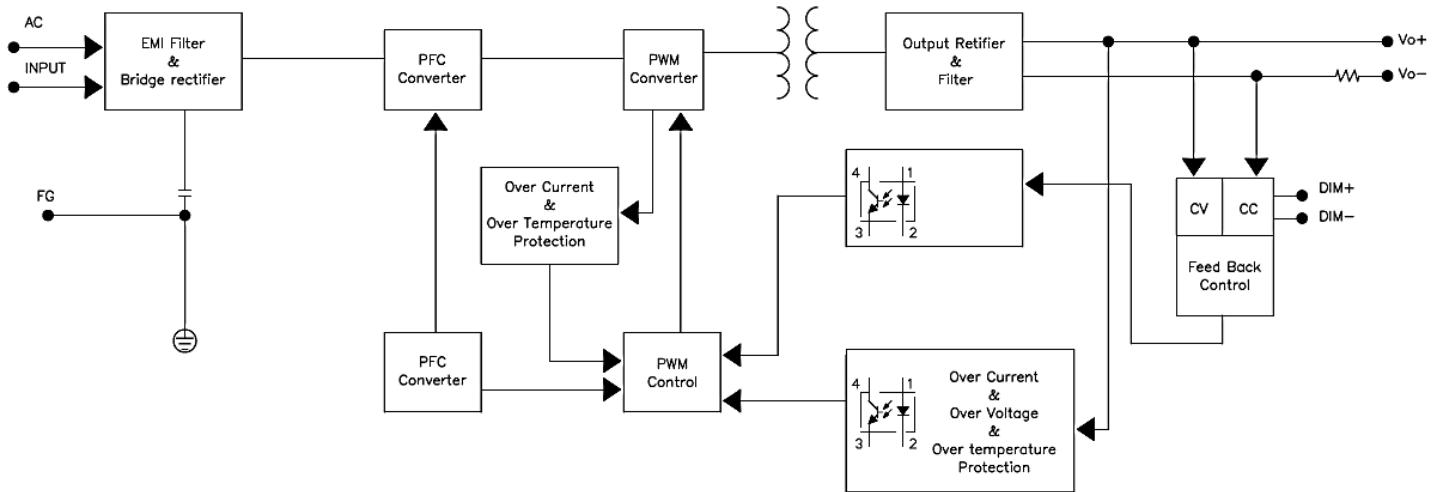 AC
INPUT
EMI Filter
&
Bridge rectifier
PFC
Converter
PWM
Converter
Output Retifier
&
Filter
Vo+
Vo-
FG
Over Current
&
Over Temperature
Protection
4
1
3
2
CV
CC
DIM+
DIM-
Feed Back
Control
PFC
Converter
PWM
Control
4
1
3
2
Over Current
&
Over Voltage
&
Over temperature
Protection